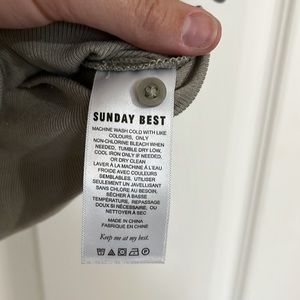 SUNDAY BEST
MACHINE WASH COLD WITH LIKE
COLOURS, ONLY
NON-CHLORINE BLEACH WHEN
NEEDED, TUMBLE DRY LOW,
COOL IRON ONLY IF NEEDED,
OR DRY CLEAN
LAVER À LA MACHINE À L'EAU
FROIDE AVEC COULEURS
SEMBLABLES. UTILISER
SEULEMENT UN JAVELLISANT
SANS CHLORE AU BESOIN,
SÉCHER À BASSE
TEMPÉRATURE, REPASSAGE
DOUX SI NÉCESSAIRE, OU
NETTOYER À SEC
MADE IN CHINA
FABRIQUÉ EN CHINE
Keep me at my best.